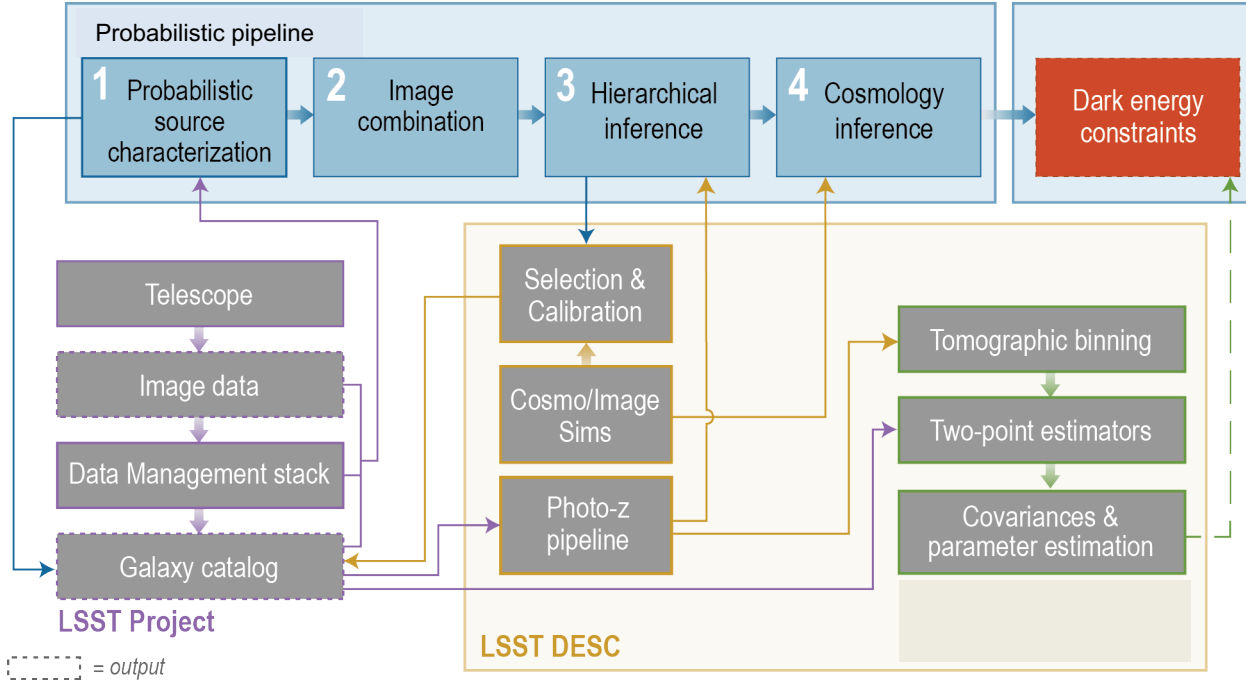 Probabilistic pipeline
1 Probabilistic
source
characterization
2 Image
combination
3 Hierarchical
inference
4 Cosmology
inference
Dark energy
constraints
Telescope
Image data
Data Management stack
Galaxy catalog
LSST Project
= output
Selection &
Calibration
Cosmo/Image
Sims
Photo-z
pipeline
LSST DESC
Tomographic binning
Two-point estimators
Covariances &
parameter estimation